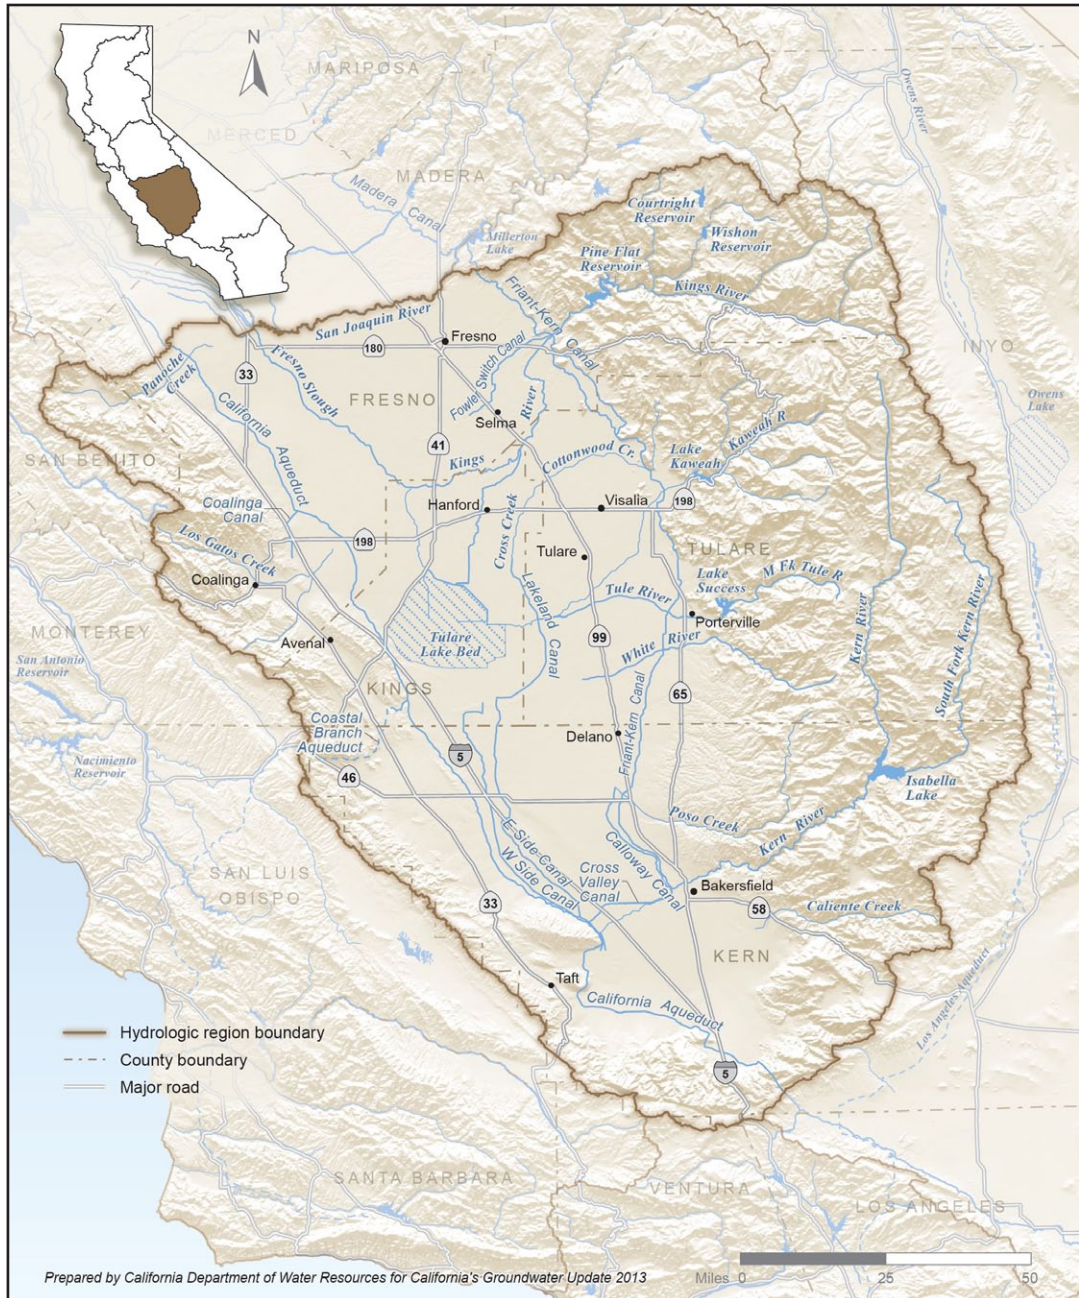 N
MARIPOSA
MERCED
MADERA
Madera Canal
Millerton
Lake
Owens River
Courtright
Reservoir
Wishon
Reservoir
Pine Flat
Reservoir
Kings River
Friant-Kern Canal
San Joaquin River
Fresno
180
33
Fresno Slough
Panoche
Creek
California Aqueduct
FRESNO
Fowler Switch Canal
Selma
41
Kings River
Cottonwood Cr.
Lake
Kaweah
Kaweah R
INYO
Owens
Lake
SAN BENITO
Coalinga
Canal
Hanford
Visalia
198
198
Cross Creek
Los Gatos Creek
Tulare
TULARE
Coalinga
Lake
Success
M Fk Tule R
Tule River
Porterville
MONTEREY
San Antonio
Reservoir
Avenal
Tulare
Lake Bed
Lakeland Canal
99
White River
Kern River
South Fork Kern River
KINGS
65
Coastal
Branch
Aqueduct
Delano
Friant-Kern Canal
Nacimiento
Reservoir
5
46
Isabella
Lake
Poso Creek
Kern River
E Side Canal
W Side Canal
Calloway Canal
Cross
Valley
Canal
SAN LUIS
OBISPO
33
Bakersfield
58
Caliente Creek
KERN
Taft
California Aqueduct
Los Angeles Aqueduct
Hydrologic region boundary
County boundary
Major road
5
SANTA BARBARA
VENTURA
LOS ANGELES
Prepared by California Department of Water Resources for California's Groundwater Update 2013
Miles 0 25 50